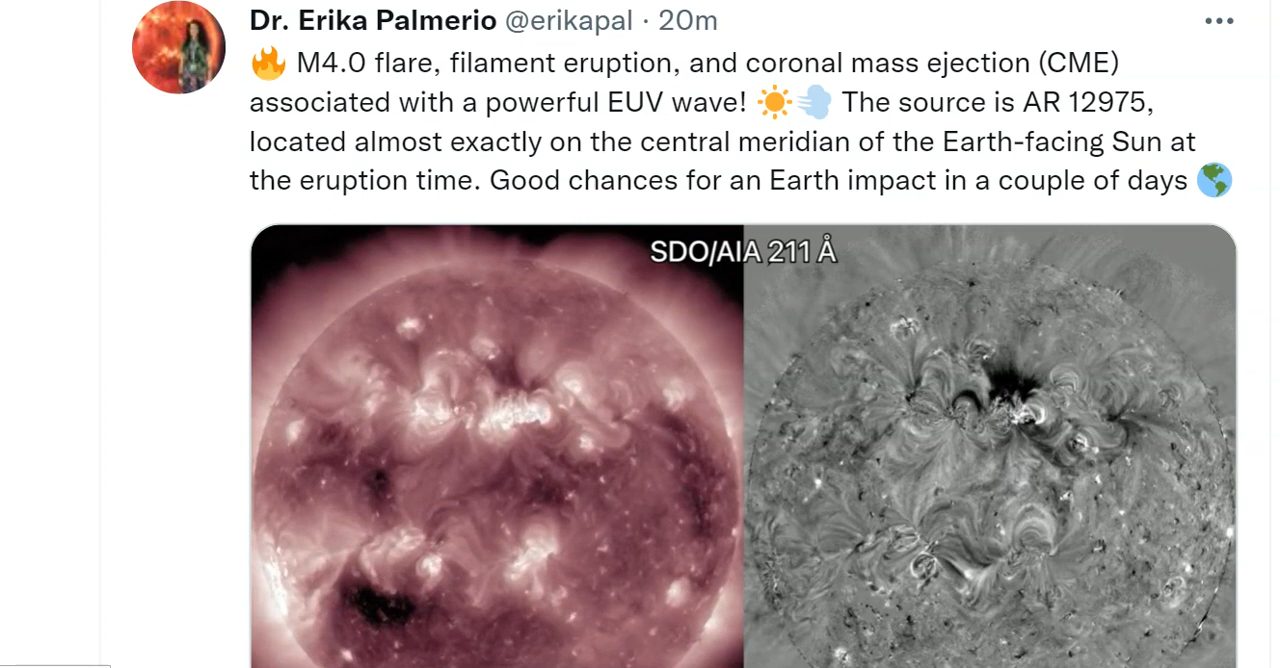 Dr. Erika Palmerio @erikapal · 20m
🔥 M4.0 flare, filament eruption, and coronal mass ejection (CME)
associated with a powerful EUV wave! ☀️💨 The source is AR 12975,
located almost exactly on the central meridian of the Earth-facing Sun at
the eruption time. Good chances for an Earth impact in a couple of days 🌎
SDO/AIA 211 Å